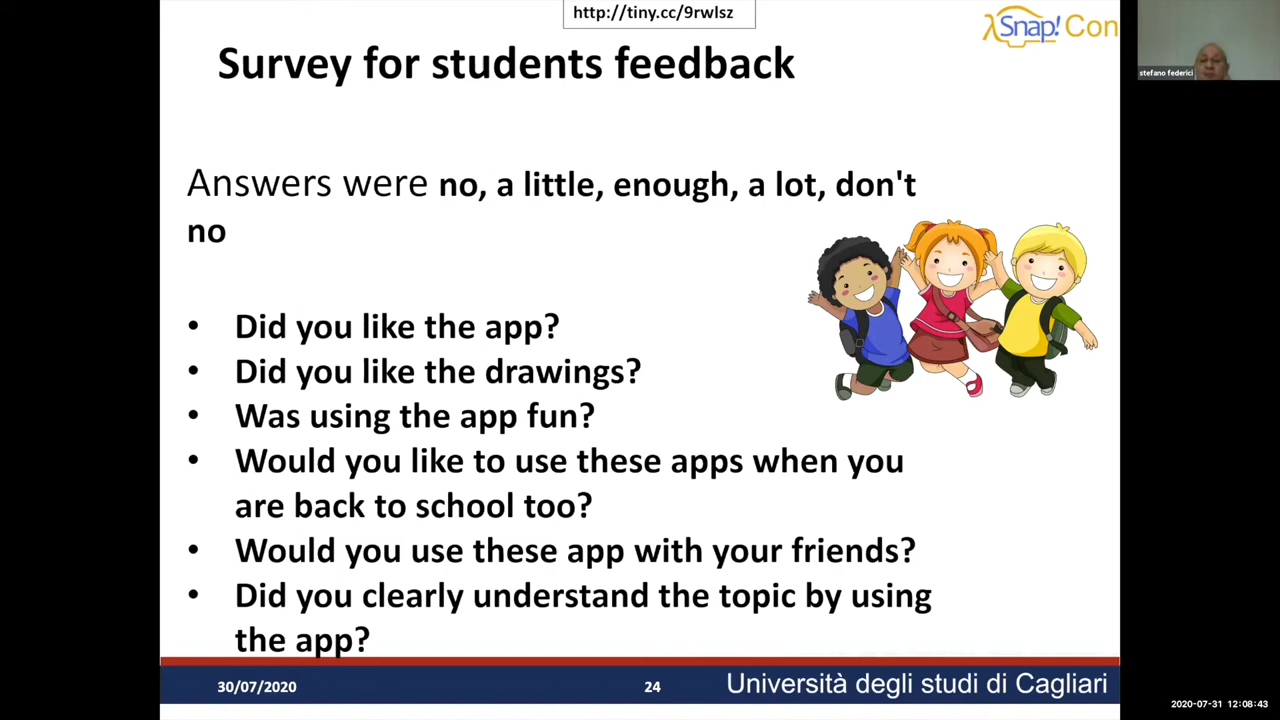 http://tiny.cc/9rwlsz
λSnap! Con
stefano federici
Survey for students feedback
Answers were no, a little, enough, a lot, don't
no
• Did you like the app?
• Did you like the drawings?
• Was using the app fun?
• Would you like to use these apps when you
are back to school too?
• Would you use these app with your friends?
• Did you clearly understand the topic by using
the app?
30/07/2020
24
Università degli studi di Cagliari
2020-07-31 12:08:43